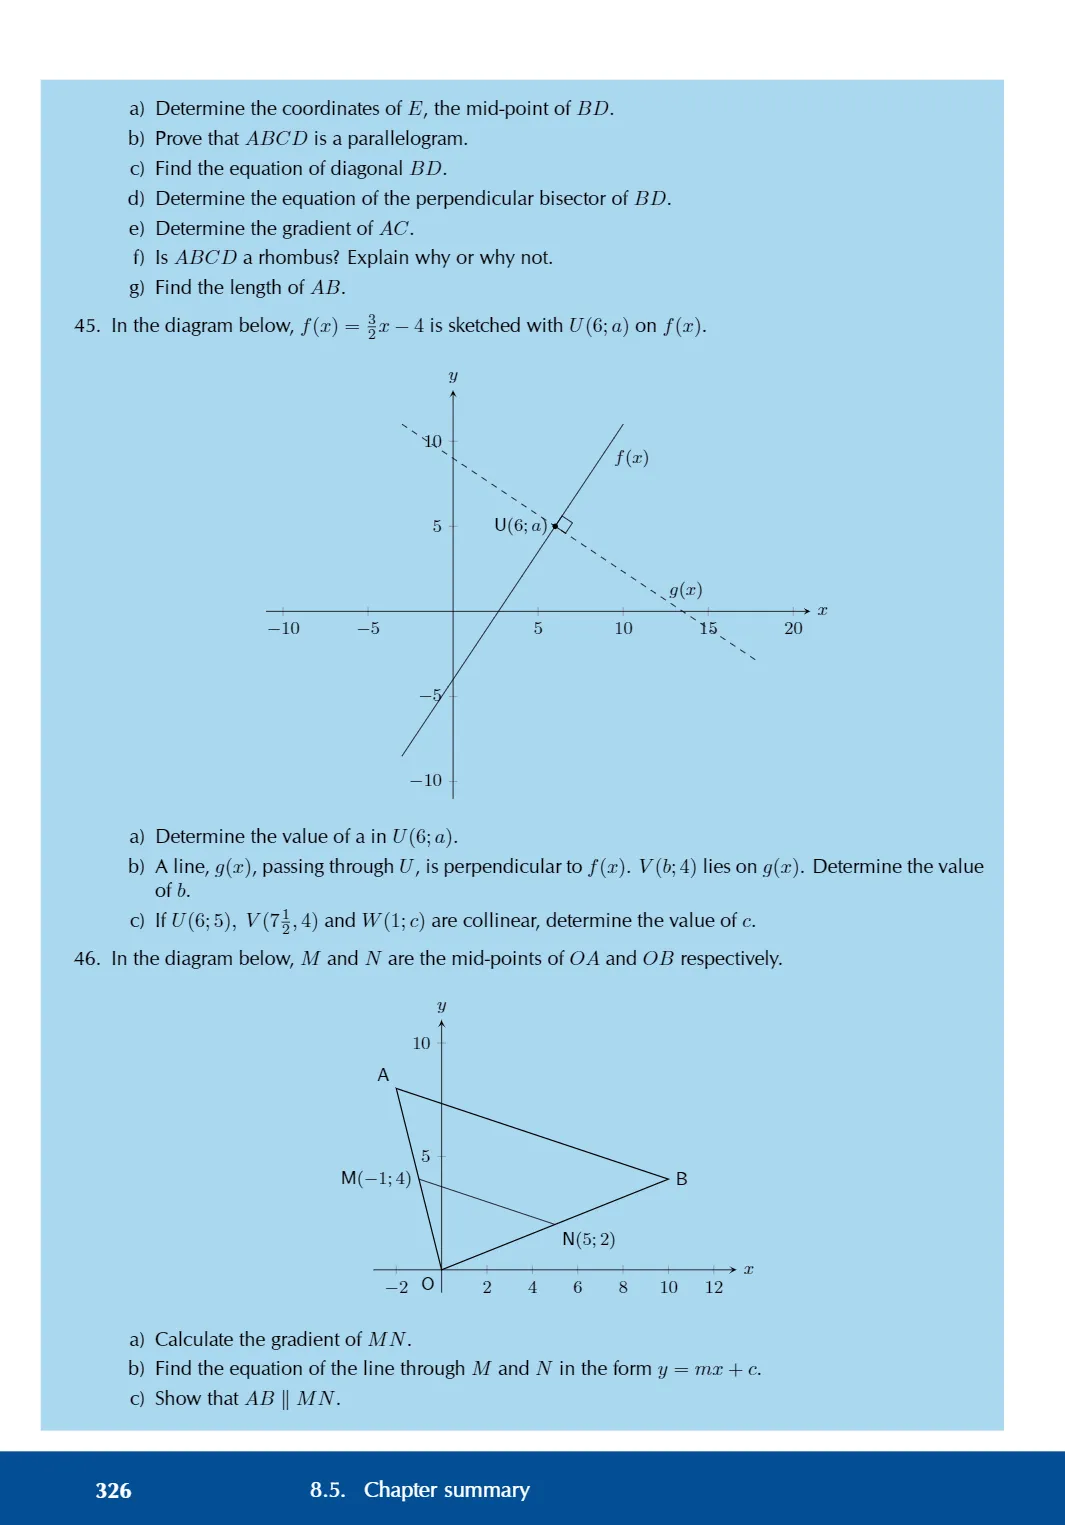 a) Determine the coordinates of E, the mid-point of BD.
b) Prove that ABCD is a parallelogram.
c) Find the equation of diagonal BD.
d) Determine the equation of the perpendicular bisector of BD.
e) Determine the gradient of AC.
f) Is ABCD a rhombus? Explain why or why not.
g) Find the length of AB.
45. In the diagram below, f(x) = 3/2x − 4 is sketched with U(6; a) on f(x).
y
10
f(x)
5
U(6; a)
g(x)
x
−10
−5
5
10
15
20
−5
−10
a) Determine the value of a in U(6; a).
b) A line, g(x), passing through U, is perpendicular to f(x). V(b; 4) lies on g(x). Determine the value
of b.
c) If U(6; 5), V(7 1/2, 4) and W(1; c) are collinear, determine the value of c.
46. In the diagram below, M and N are the mid-points of OA and OB respectively.
y
10
A
5
M(−1; 4)
B
N(5; 2)
x
−2
O
2
4
6
8
10
12
a) Calculate the gradient of MN.
b) Find the equation of the line through M and N in the form y = mx + c.
c) Show that AB ∥ MN.
326
8.5. Chapter summary